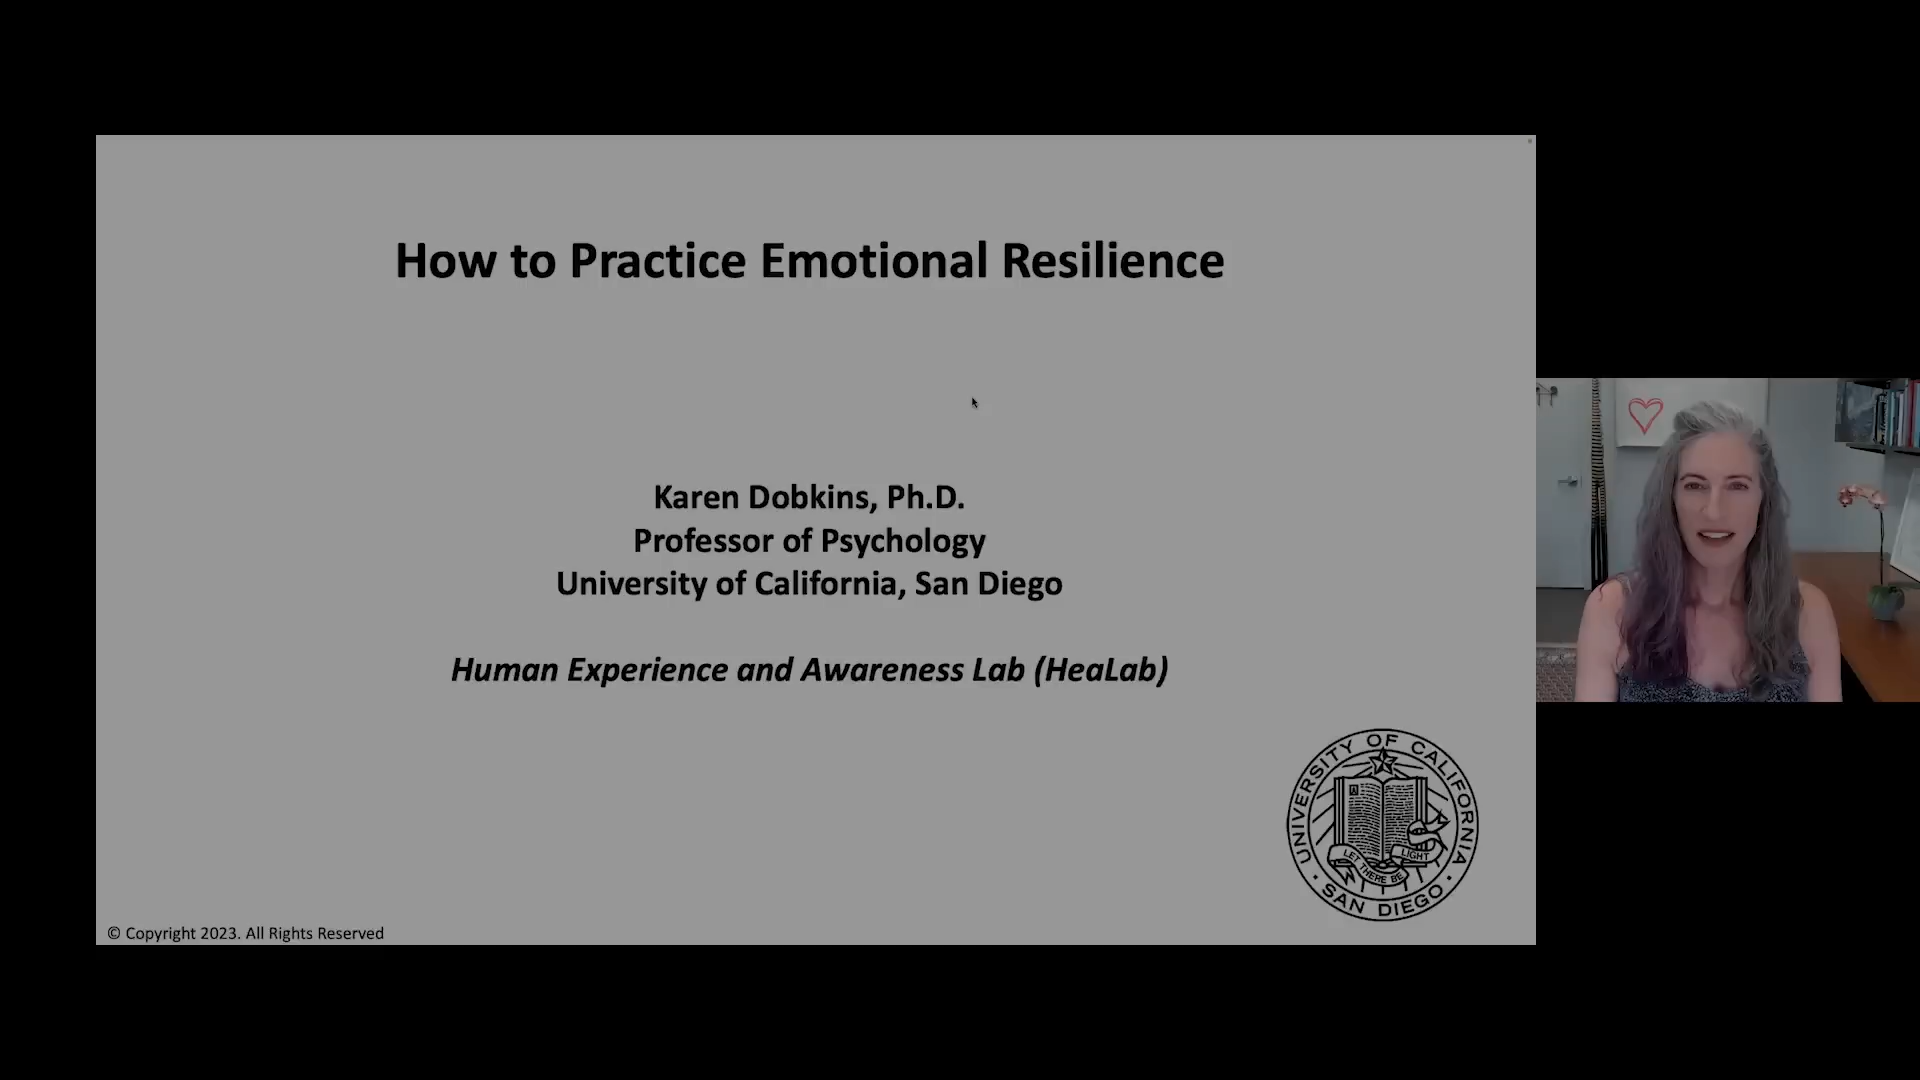 How to Practice Emotional Resilience
Karen Dobkins, Ph.D.
Professor of Psychology
University of California, San Diego
Human Experience and Awareness Lab (HeaLab)
UNIVERSITY OF CALIFORNIA
LET THERE BE LIGHT
· SAN DIEGO ·
© Copyright 2023. All Rights Reserved